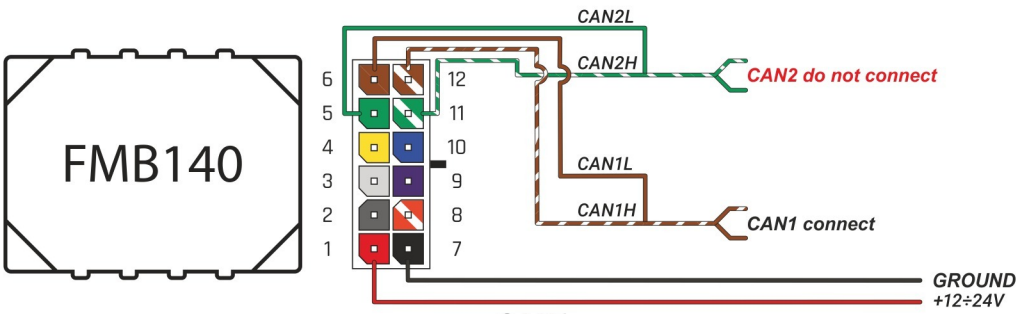 CAN2L
CAN2H
CAN2 do not connect
6 12
5 11
4 10
3 9
2 8
1 7
FMB140
CAN1L
CAN1H
CAN1 connect
GROUND
+12÷24V